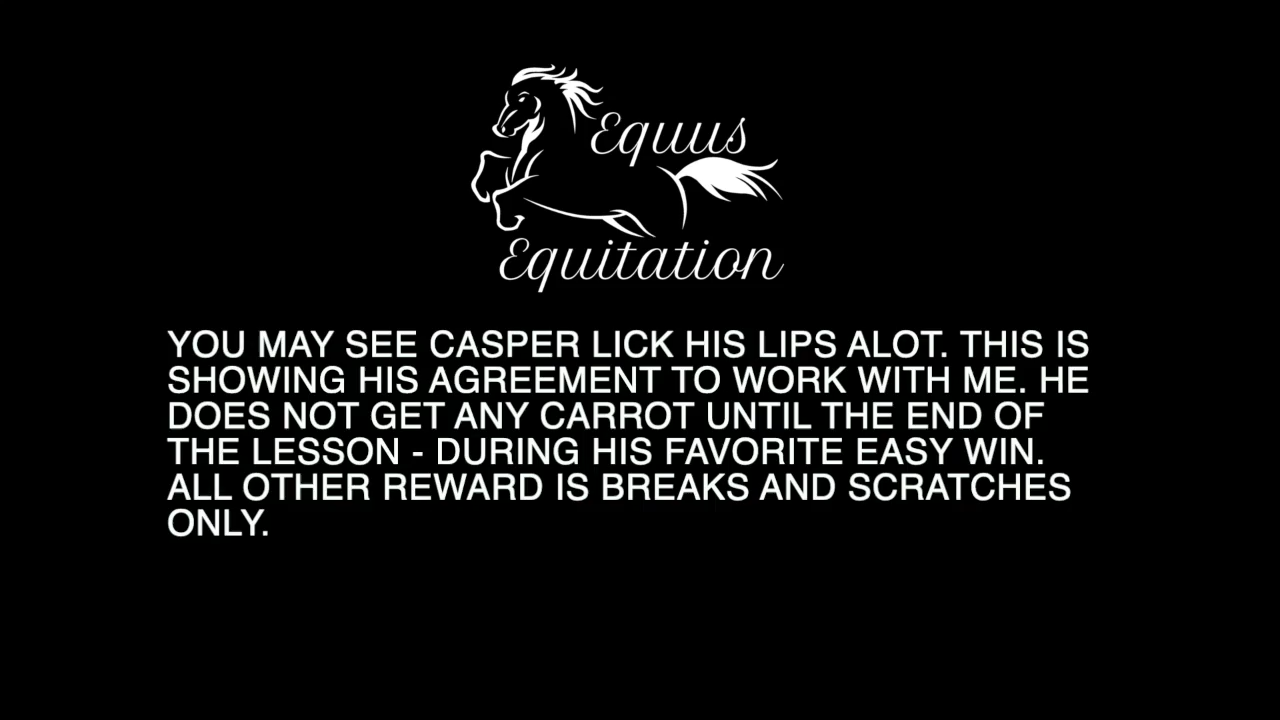 Equus
Equitation
YOU MAY SEE CASPER LICK HIS LIPS ALOT. THIS IS
SHOWING HIS AGREEMENT TO WORK WITH ME. HE
DOES NOT GET ANY CARROT UNTIL THE END OF
THE LESSON - DURING HIS FAVORITE EASY WIN.
ALL OTHER REWARD IS BREAKS AND SCRATCHES
ONLY.